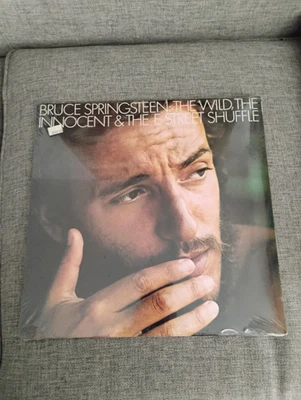 BRUCE SPRINGSTEEN THE WILD, THE
INNOCENT & THE E STREET SHUFFLE